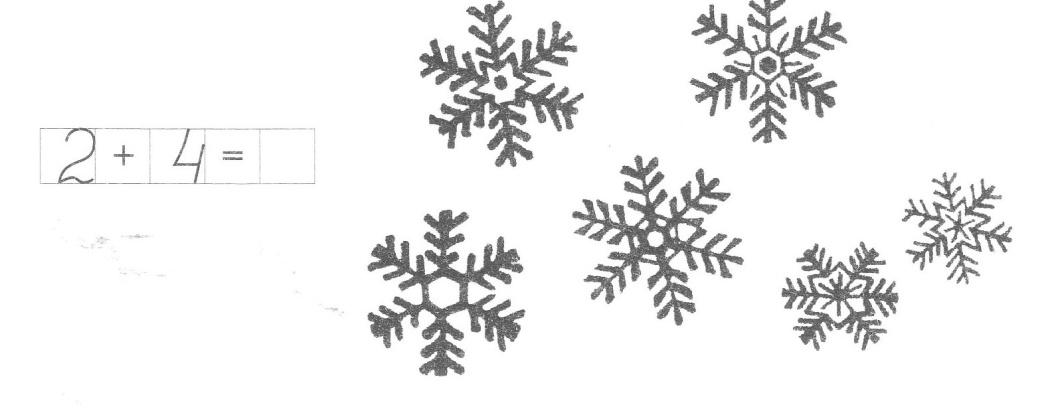 2 + 4 =